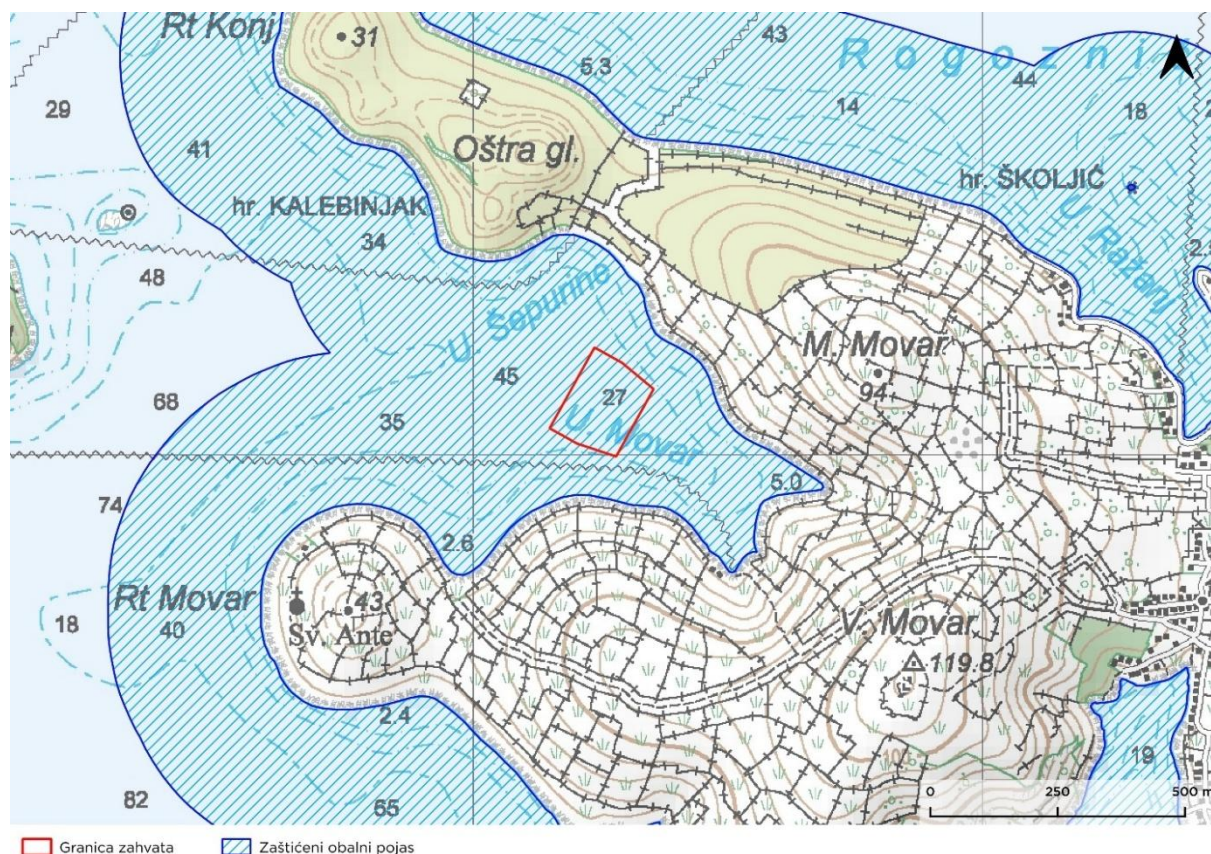 Rt Konj
31
43
Rogozni
5.3
44
29
14
18
41
Oštra gl.
hr. ŠKOLJIĆ
hr. KALEBINJAK
U. Ražanj
34
48
U. Šepurine
M. Movar
94
45
27
68
35
U. Movar
5.0
74
2.6
Rt Movar
43
Sv. Ante
V. Movar
119.8
18
40
2.4
19
100
82
65
0 250 500 m
Granica zahvata Zaštićeni obalni pojas